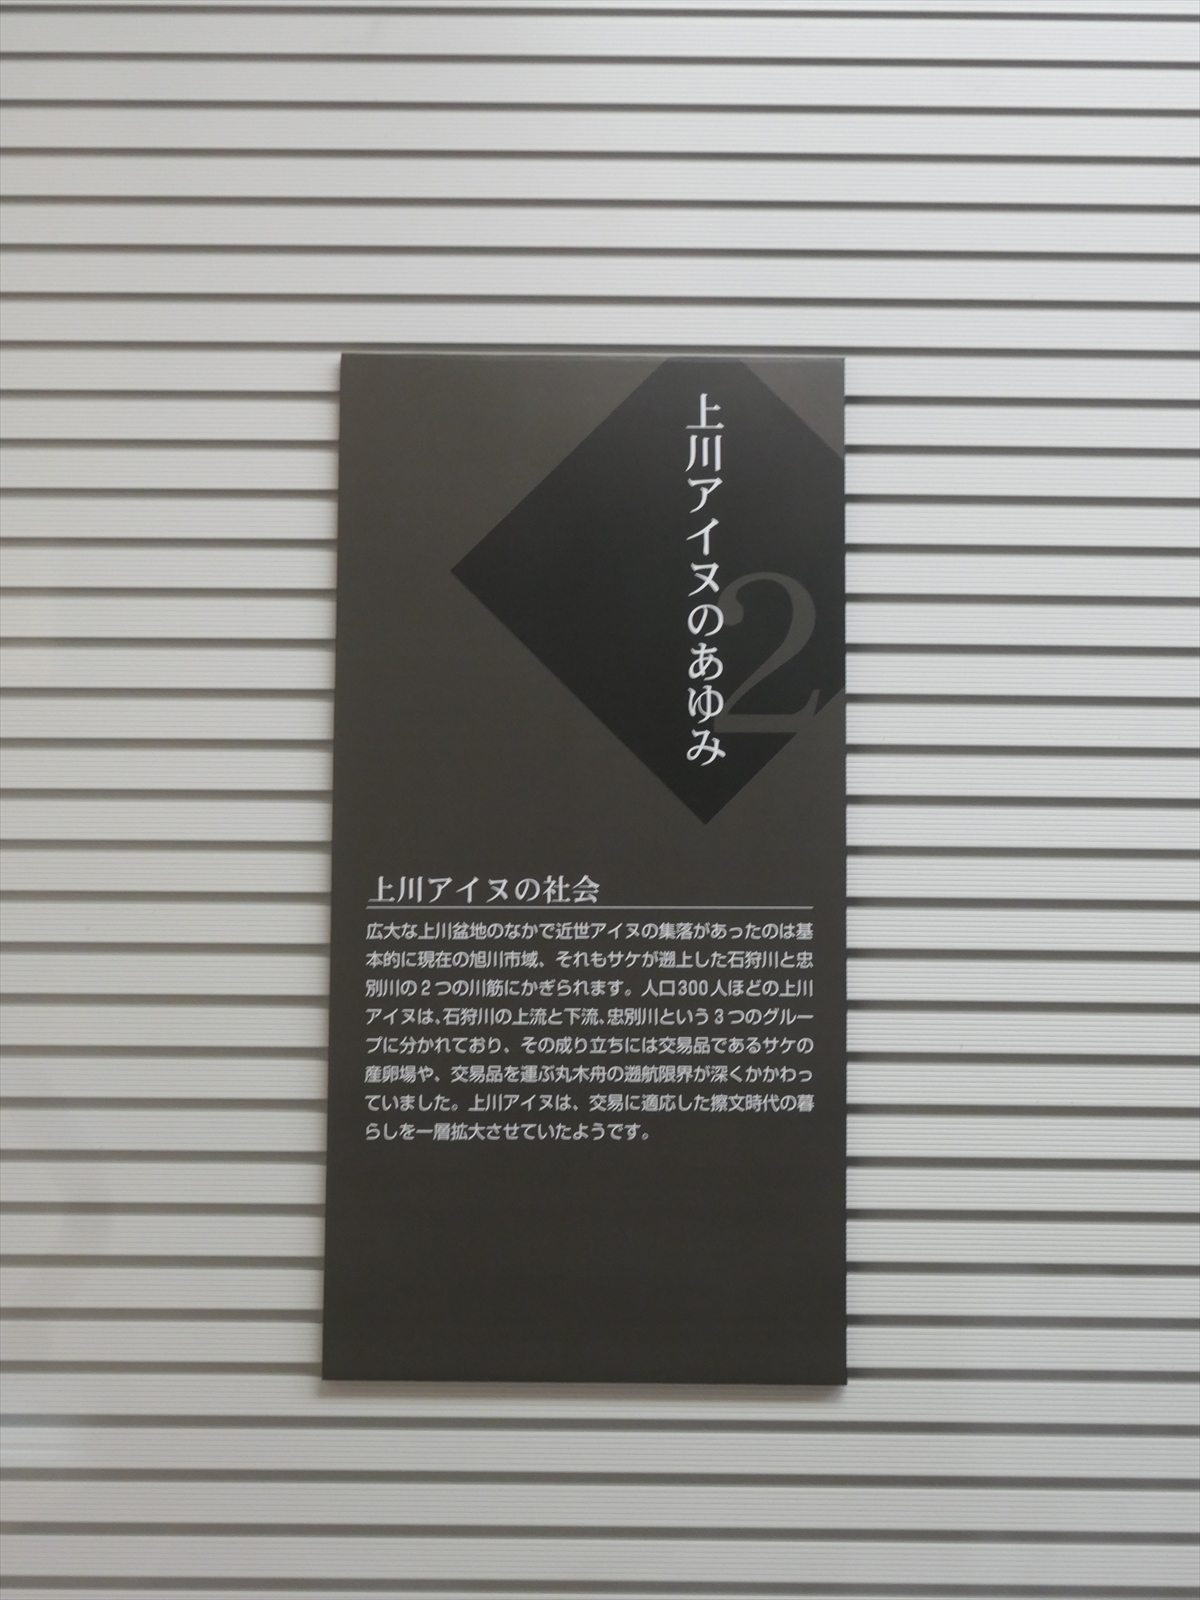 上川アイヌのあゆみ
2
上川アイヌの社会
広大な上川盆地のなかで近世アイヌの集落があったのは基
本的に現在の旭川市域、それもサケが遡上した石狩川と忠
別川の2つの川筋にかぎられます。人口300人ほどの上川
アイヌは、石狩川の上流と下流、忠別川という3つのグルー
プに分かれており、その成り立ちには交易品であるサケの
産卵場や、交易品を運ぶ丸木舟の遡航限界が深くかかわっ
ていました。上川アイヌは、交易に適応した擦文時代の暮
らしを一層拡大させていたようです。